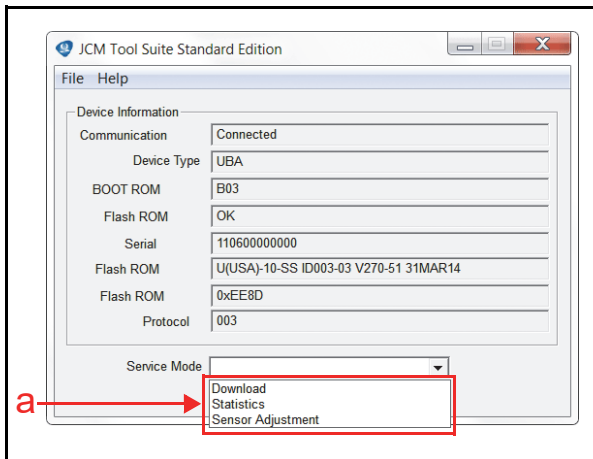 JCM Tool Suite Standard Edition
File Help
Device Information
Communication Connected
Device Type UBA
BOOT ROM B03
Flash ROM OK
Serial 110600000000
Flash ROM U(USA)-10-SS ID003-03 V270-51 31MAR14
Flash ROM 0xEE8D
Protocol 003
Service Mode
Download
a Statistics
Sensor Adjustment